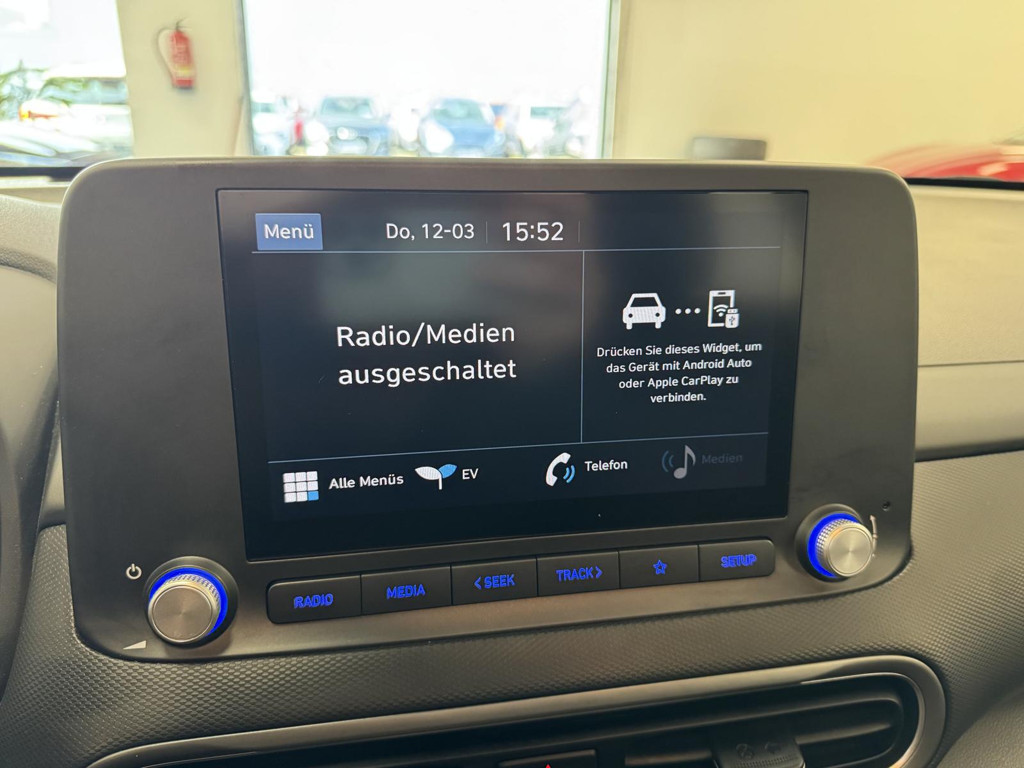 Menü
Do, 12-03
15:52
Radio/Medien
ausgeschaltet
Drücken Sie dieses Widget, um
das Gerät mit Android Auto
oder Apple CarPlay zu
verbinden.
Alle Menüs
EV
Telefon
Medien
RADIO
MEDIA
<SEEK
TRACK>
SETUP